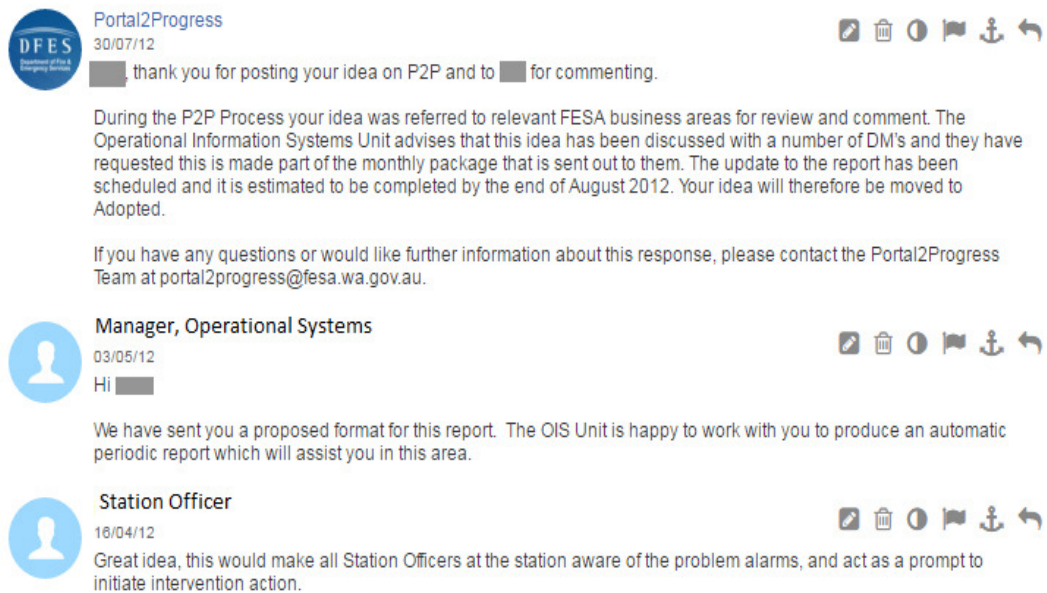 Portal2Progress
30/07/12
DFES
Department of Fire &
Emergency Services
, thank you for posting your idea on P2P and to for commenting.
During the P2P Process your idea was referred to relevant FESA business areas for review and comment. The
Operational Information Systems Unit advises that this idea has been discussed with a number of DM's and they have
requested this is made part of the monthly package that is sent out to them. The update to the report has been
scheduled and it is estimated to be completed by the end of August 2012. Your idea will therefore be moved to
Adopted.
If you have any questions or would like further information about this response, please contact the Portal2Progress
Team at portal2progress@fesa.wa.gov.au.
Manager, Operational Systems
03/05/12
Hi
We have sent you a proposed format for this report. The OIS Unit is happy to work with you to produce an automatic
periodic report which will assist you in this area.
Station Officer
16/04/12
Great idea, this would make all Station Officers at the station aware of the problem alarms, and act as a prompt to
initiate intervention action.